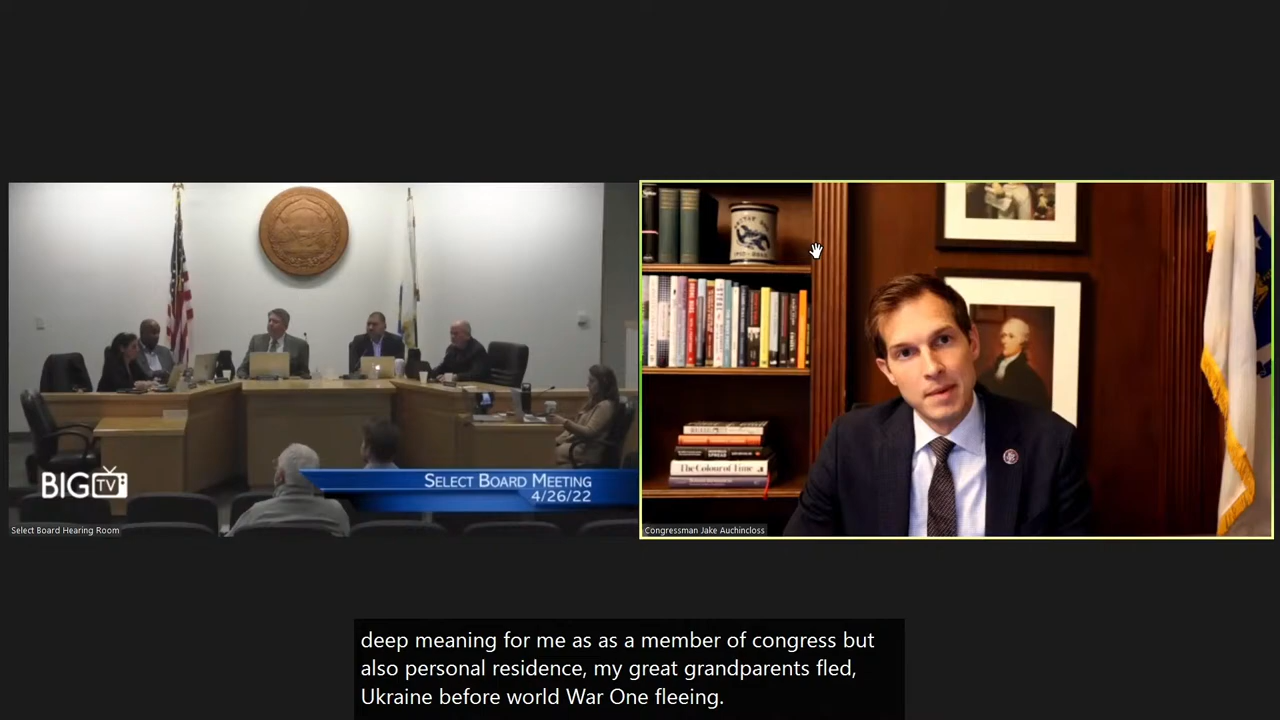 BIG TV
SELECT BOARD MEETING
4/26/22
Select Board Hearing Room
The Colour of Time
Congressman Jake Auchincloss
deep meaning for me as as a member of congress but
also personal residence, my great grandparents fled,
Ukraine before world War One fleeing.